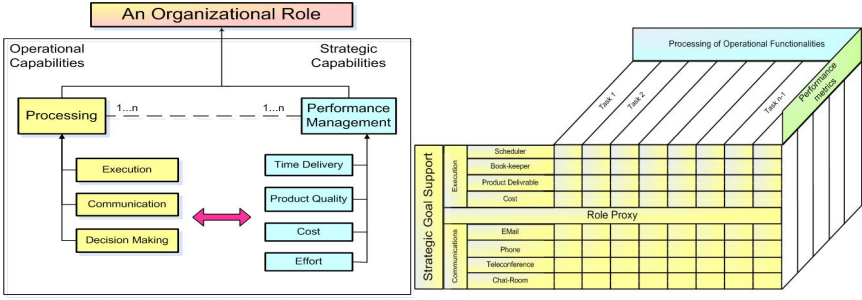 An Organizational Role
Operational
Capabilities
Strategic
Capabilities
Processing
1...n
1...n
Performance
Management
Execution
Communication
Decision Making
Time Delivery
Product Quality
Cost
Effort
Processing of Operational Functionalities
Task 1
Task 2
Task n-1
Performance
metrics
Strategic Goal Support
Execution
Scheduler
Book-keeper
Product Delivrable
Cost
Role Proxy
Communications
EMail
Phone
Teleconference
Chat-Room